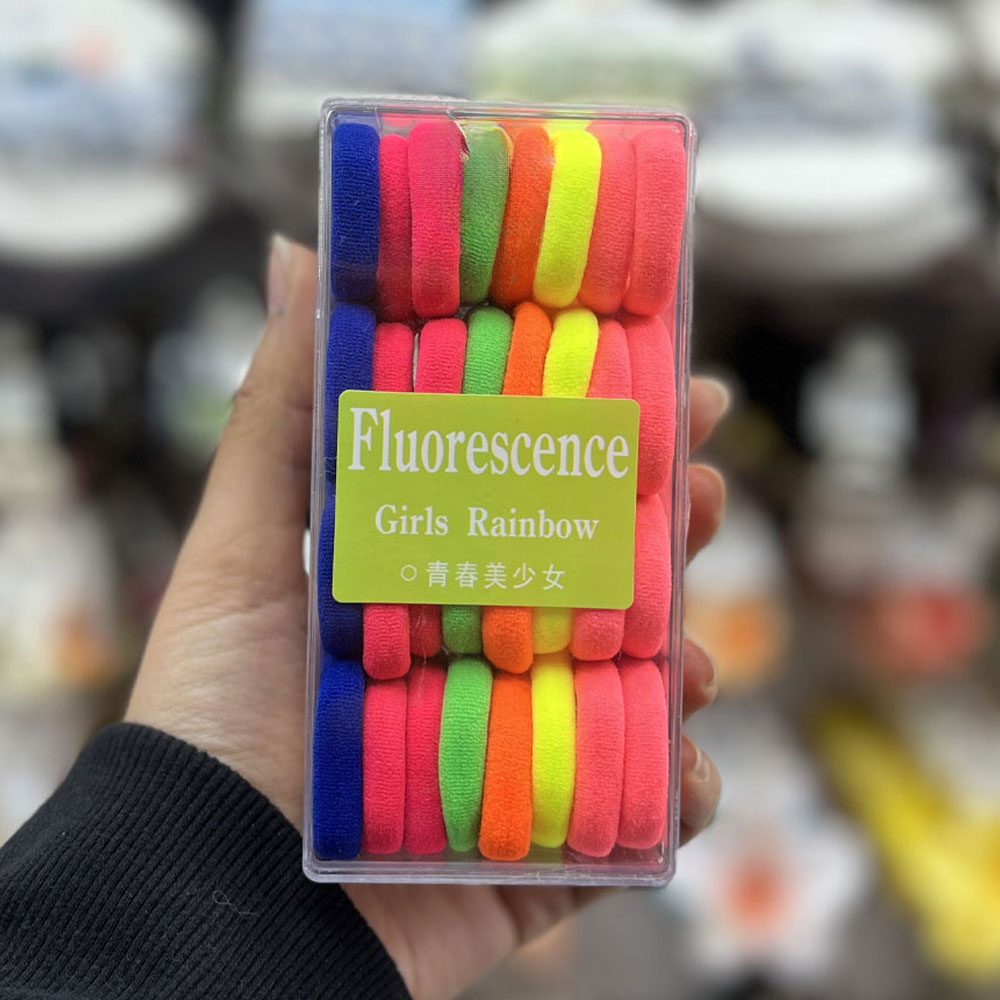 Fluorescence
Girls Rainbow
○青春美少女